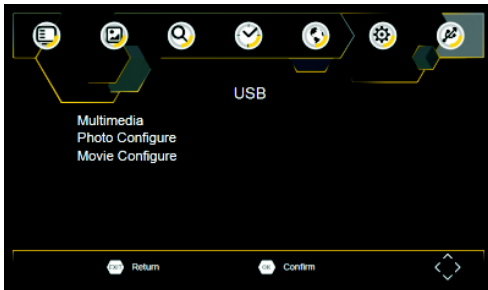 USB
Multimedia
Photo Configure
Movie Configure
EXIT Return
OK Confirm